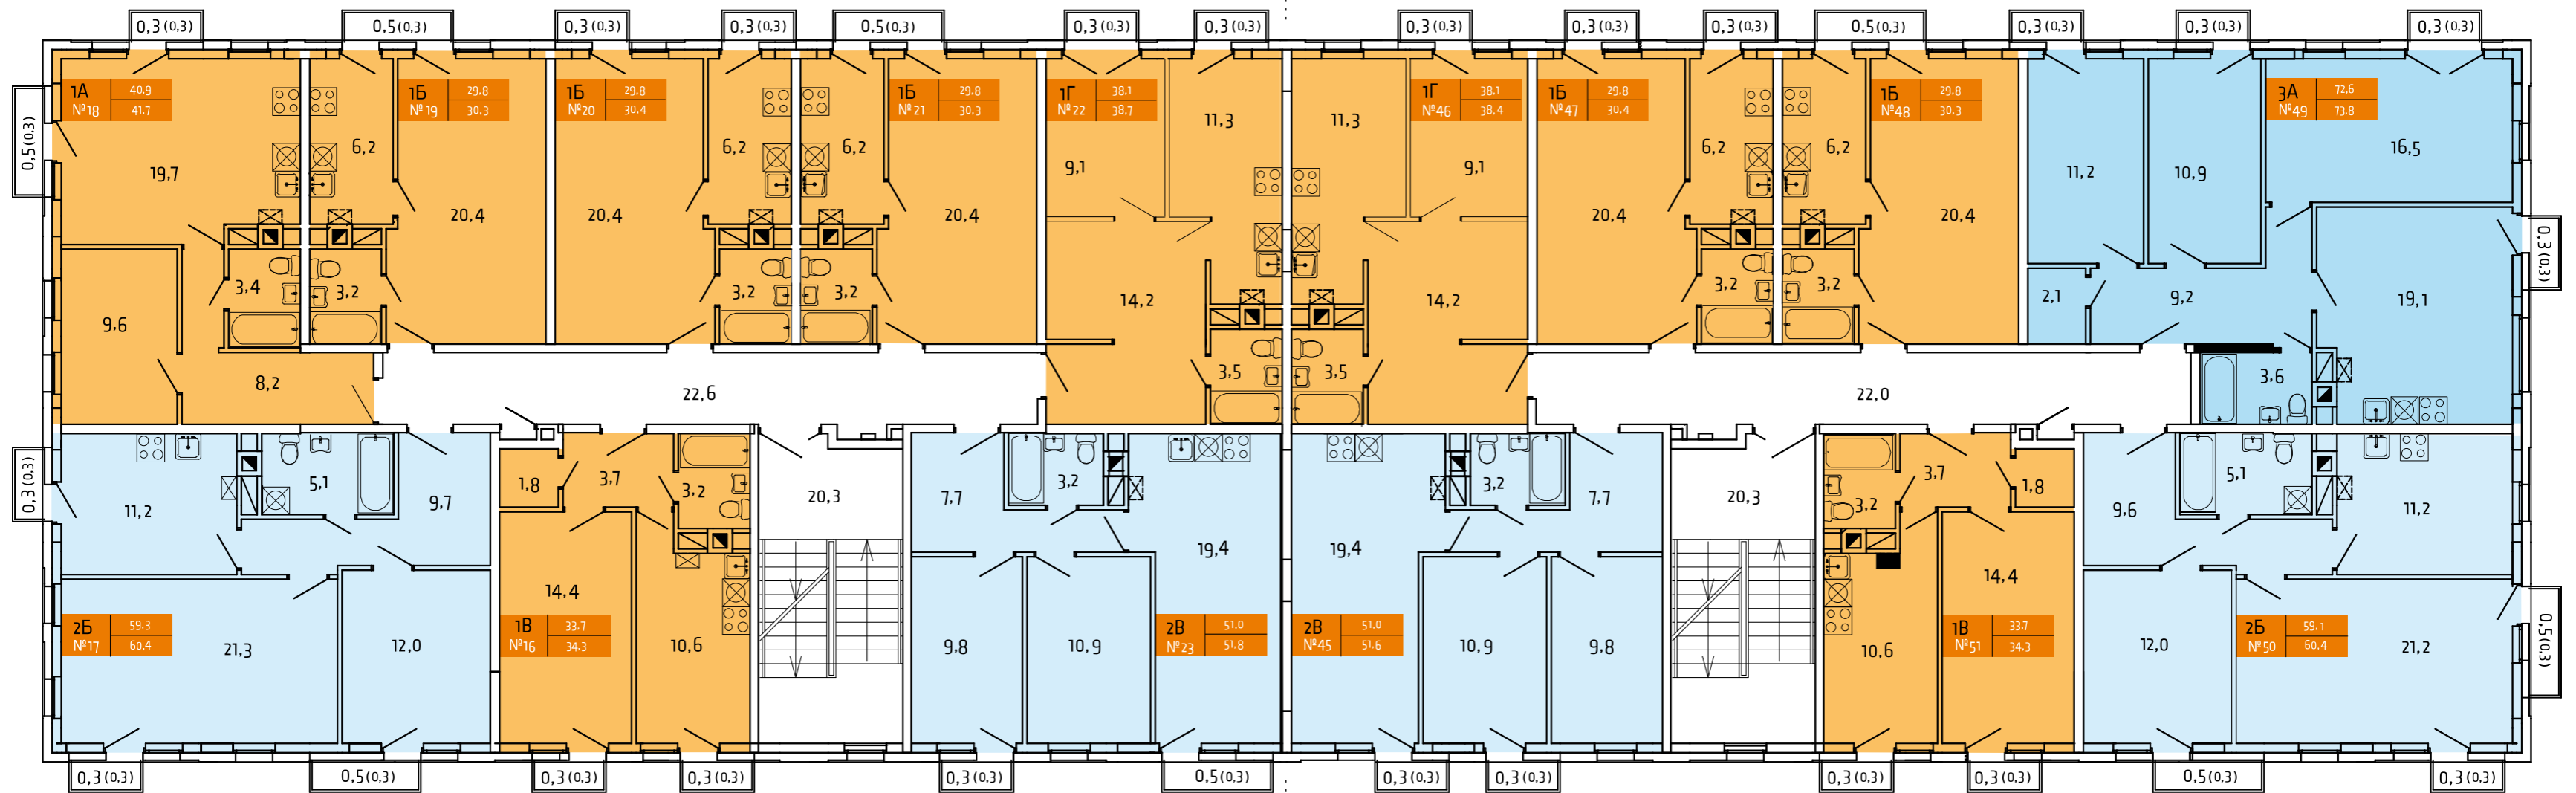 0,3 (0.3) 0,5 (0.3) 0,3 (0.3) 0,3 (0.3) 0,5 (0.3) 0,3 (0.3) 0,3 (0.3) 0,3 (0.3) 0,3 (0.3) 0,3 (0.3) 0,5 (0.3) 0,3 (0.3) 0,3 (0.3) 0,3 (0.3)
1А 40.9
№18 41.7
1Б 29.8
№19 30.3
1Б 29.8
№20 30.4
1Б 29.8
№21 30.3
1Г 38.1
№22 38.7
1Г 38.1
№46 38.4
1Б 29.8
№47 30.4
1Б 29.8
№48 30.3
3А 72.6
№49 73.8
0,5 (0.3)
11,3 11,3
6,2 6,2 6,2 6,2 6,2
19,7 9,1 9,1 11,2 10,9 16,5
20,4 20,4 20,4 20,4 20,4
0,3 (0.3)
3,4 3,2 3,2 3,2 14,2 14,2 3,2 3,2 2,1 9,2 19,1
9,6
8,2 22,6 3,5 3,5 22,0 3,6
0,3 (0.3)
11,2 5,1 9,7 1,8 3,7 3,2 20,3 7,7 3,2 3,2 7,7 20,3 3,2 3,7 1,8 9,6 5,1 11,2
19,4 19,4
14,4 14,4
2Б 59.3
№17 60.4
1В 33.7
№16 34.3
2В 51.0
№23 51.8
2В 51.0
№45 51.6
1В 33.7
№51 34.3
2Б 59.1
№50 60.4
0,5 (0.3)
21,3 12,0 10,6 9,8 10,9 10,9 9,8 10,6 12,0 21,2
0,3 (0.3) 0,5 (0.3) 0,3 (0.3) 0,3 (0.3) 0,3 (0.3) 0,5 (0.3) 0,3 (0.3) 0,3 (0.3) 0,3 (0.3) 0,3 (0.3) 0,5 (0.3) 0,3 (0.3)